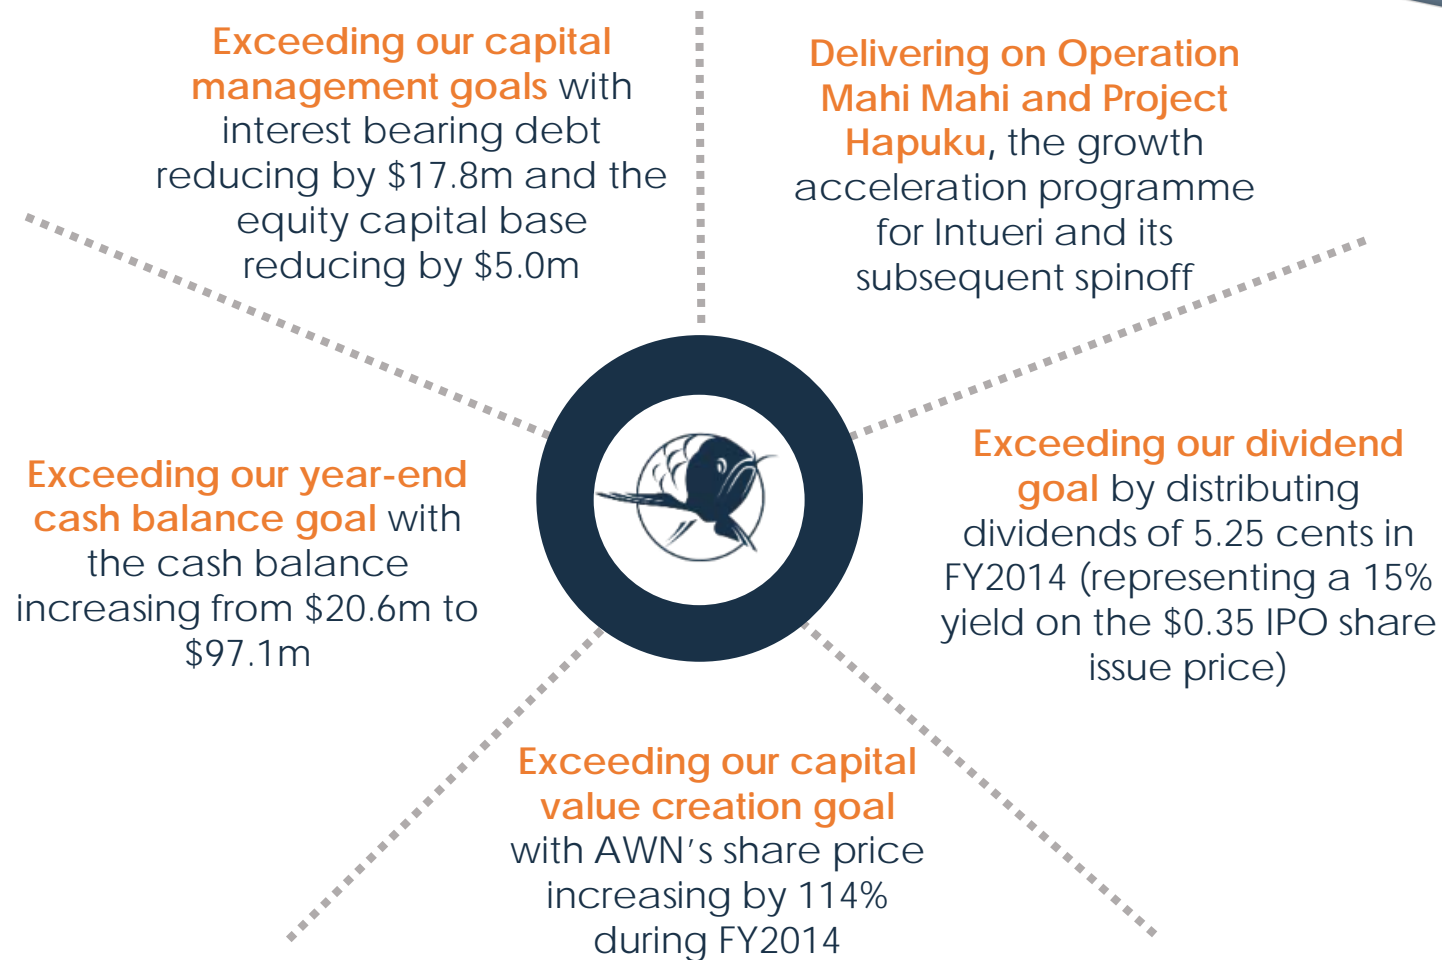 Exceeding our capital
management goals with
interest bearing debt
reducing by $17.8m and the
equity capital base
reducing by $5.0m
Delivering on Operation
Mahi Mahi and Project
Hapuku, the growth
acceleration programme
for Intueri and its
subsequent spinoff
Exceeding our year-end
cash balance goal with
the cash balance
increasing from $20.6m to
$97.1m
Exceeding our dividend
goal by distributing
dividends of 5.25 cents in
FY2014 (representing a 15%
yield on the $0.35 IPO share
issue price)
Exceeding our capital
value creation goal
with AWN’s share price
increasing by 114%
during FY2014